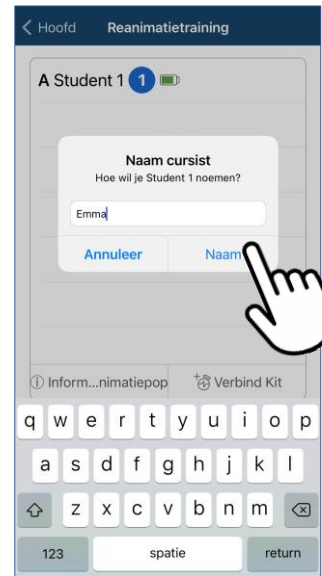 Hoofd Reanimatietraining
A Student 1 1
Naam cursist
Hoe wil je Student 1 noemen?
Emma
Annuleer Naam
Inform...nimatiepop Verbind Kit
q w e r t y u i o p
a s d f g h j k l
z x c v b n m
123 spatie return